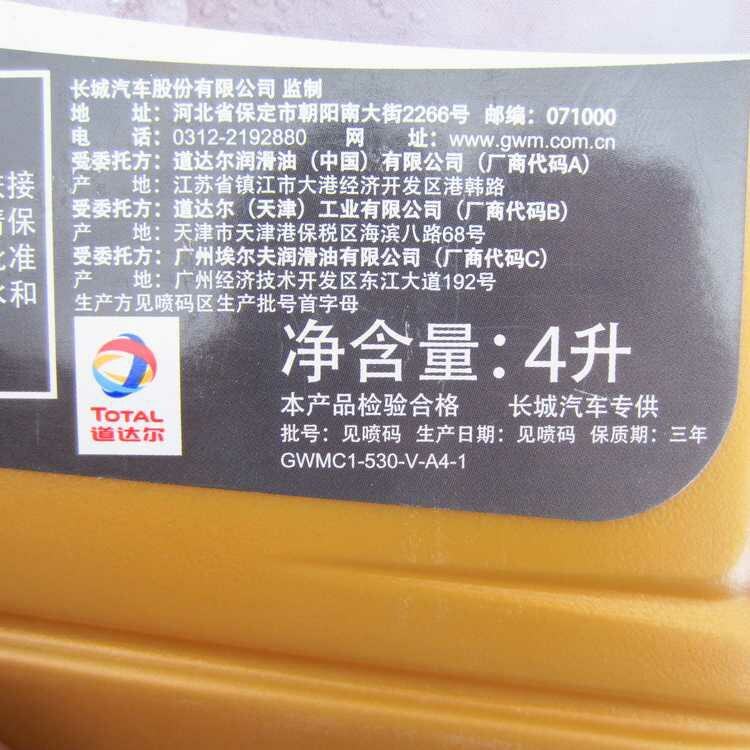 长城汽车股份有限公司 监制
地 址：河北省保定市朝阳南大街2266号 邮编：071000
电 话：0312-2192880 网 址：www.gwm.com.cn
受委托方：道达尔润滑油（中国）有限公司（厂商代码A）
产 地：江苏省镇江市大港经济开发区港韩路
受委托方：道达尔（天津）工业有限公司（厂商代码B）
产 地：天津市天津港保税区海滨八路68号
受委托方：广州埃尔夫润滑油有限公司（厂商代码C）
产 地：广州经济技术开发区东江大道192号
生产方见喷码区生产批号首字母
接
保
准
水和
净含量：4升
TOTAL
道达尔
本产品检验合格 长城汽车专供
批号：见喷码 生产日期：见喷码 保质期：三年
GWMC1-530-V-A4-1